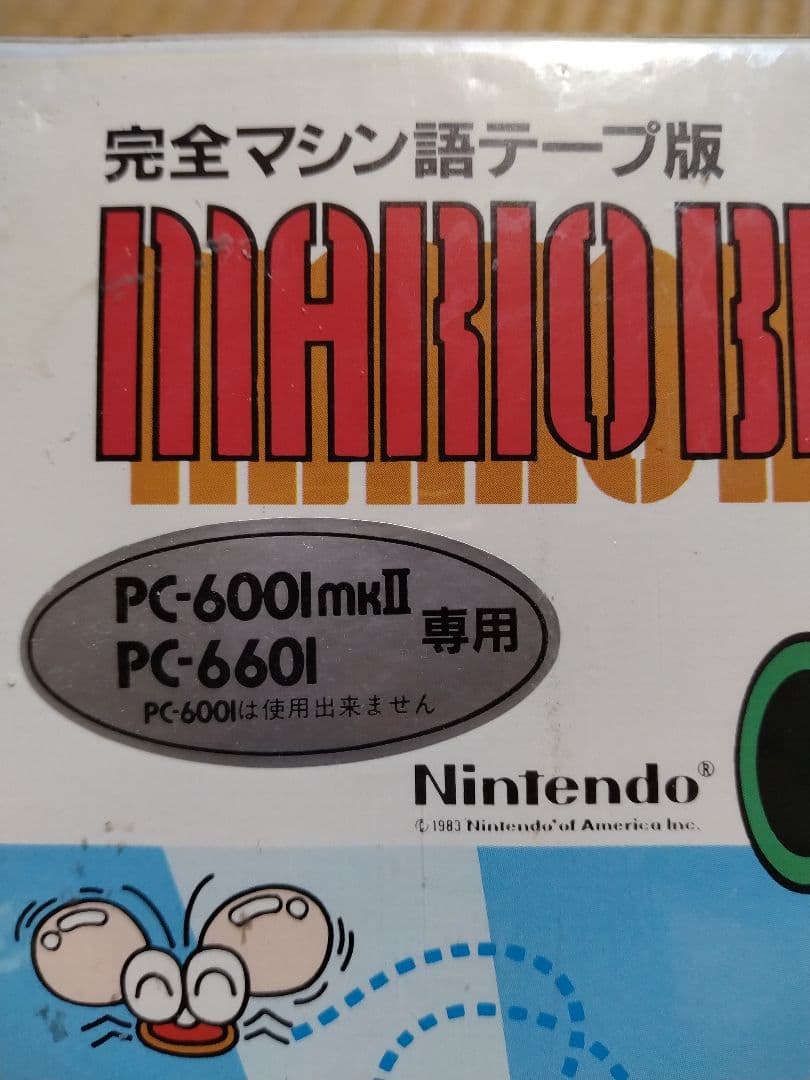 完全マシン語テープ版
MARIO B
PC-6001mkII
PC-6601
専用
PC-6001は使用出来ません
Nintendo®
©1983 Nintendo of America Inc.